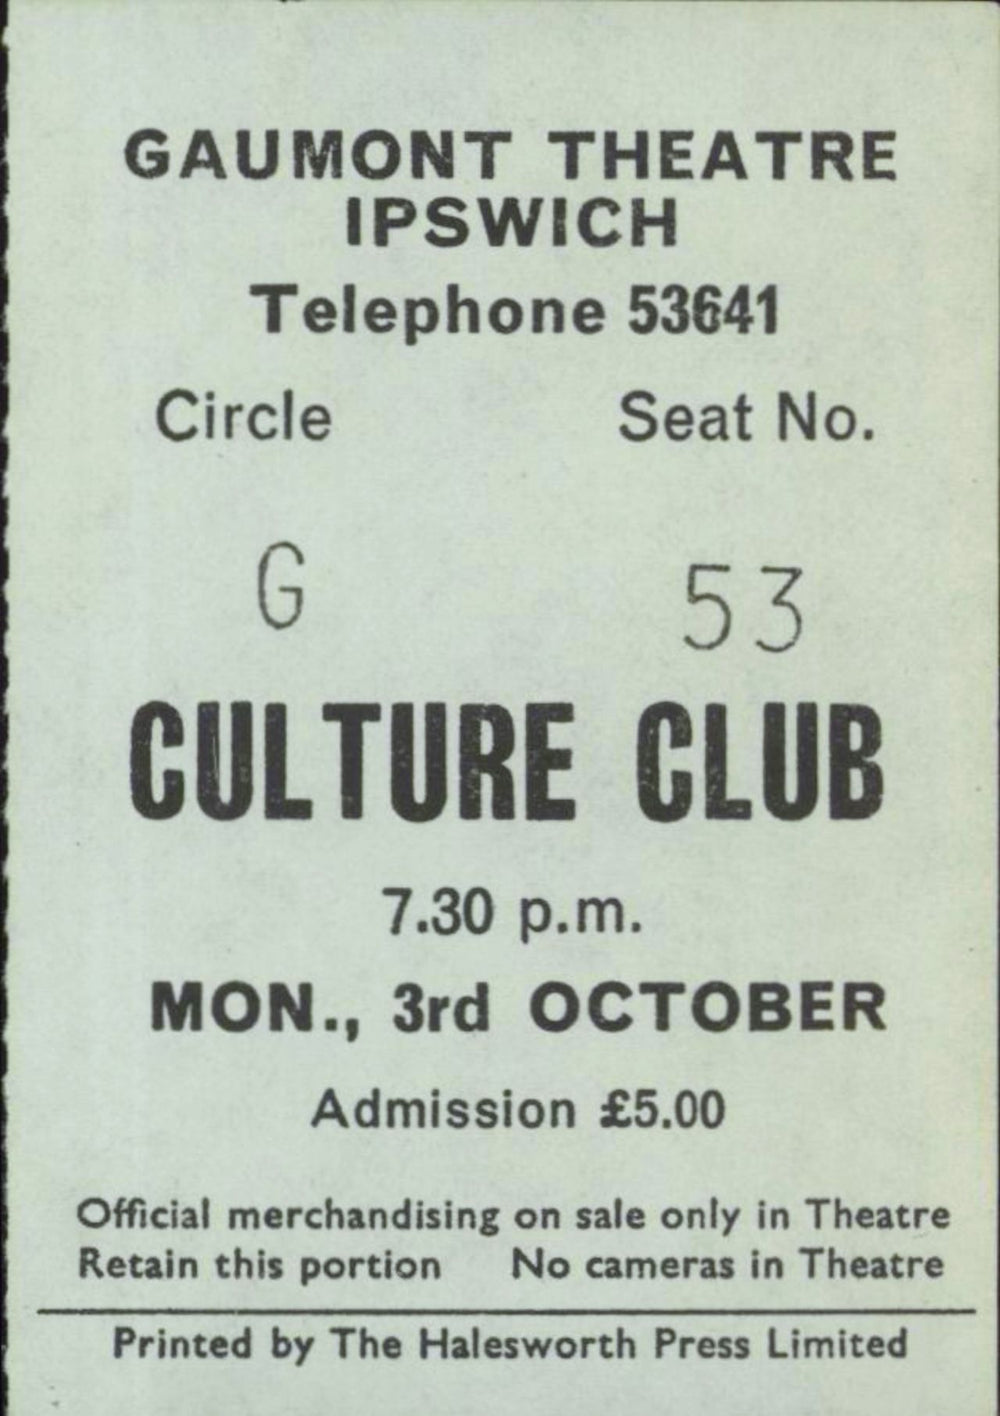 GAUMONT THEATRE
IPSWICH
Telephone 53641
Circle Seat No.
G 53
CULTURE CLUB
7.30 p.m.
MON., 3rd OCTOBER
Admission £5.00
Official merchandising on sale only in Theatre
Retain this portion No cameras in Theatre
Printed by The Halesworth Press Limited